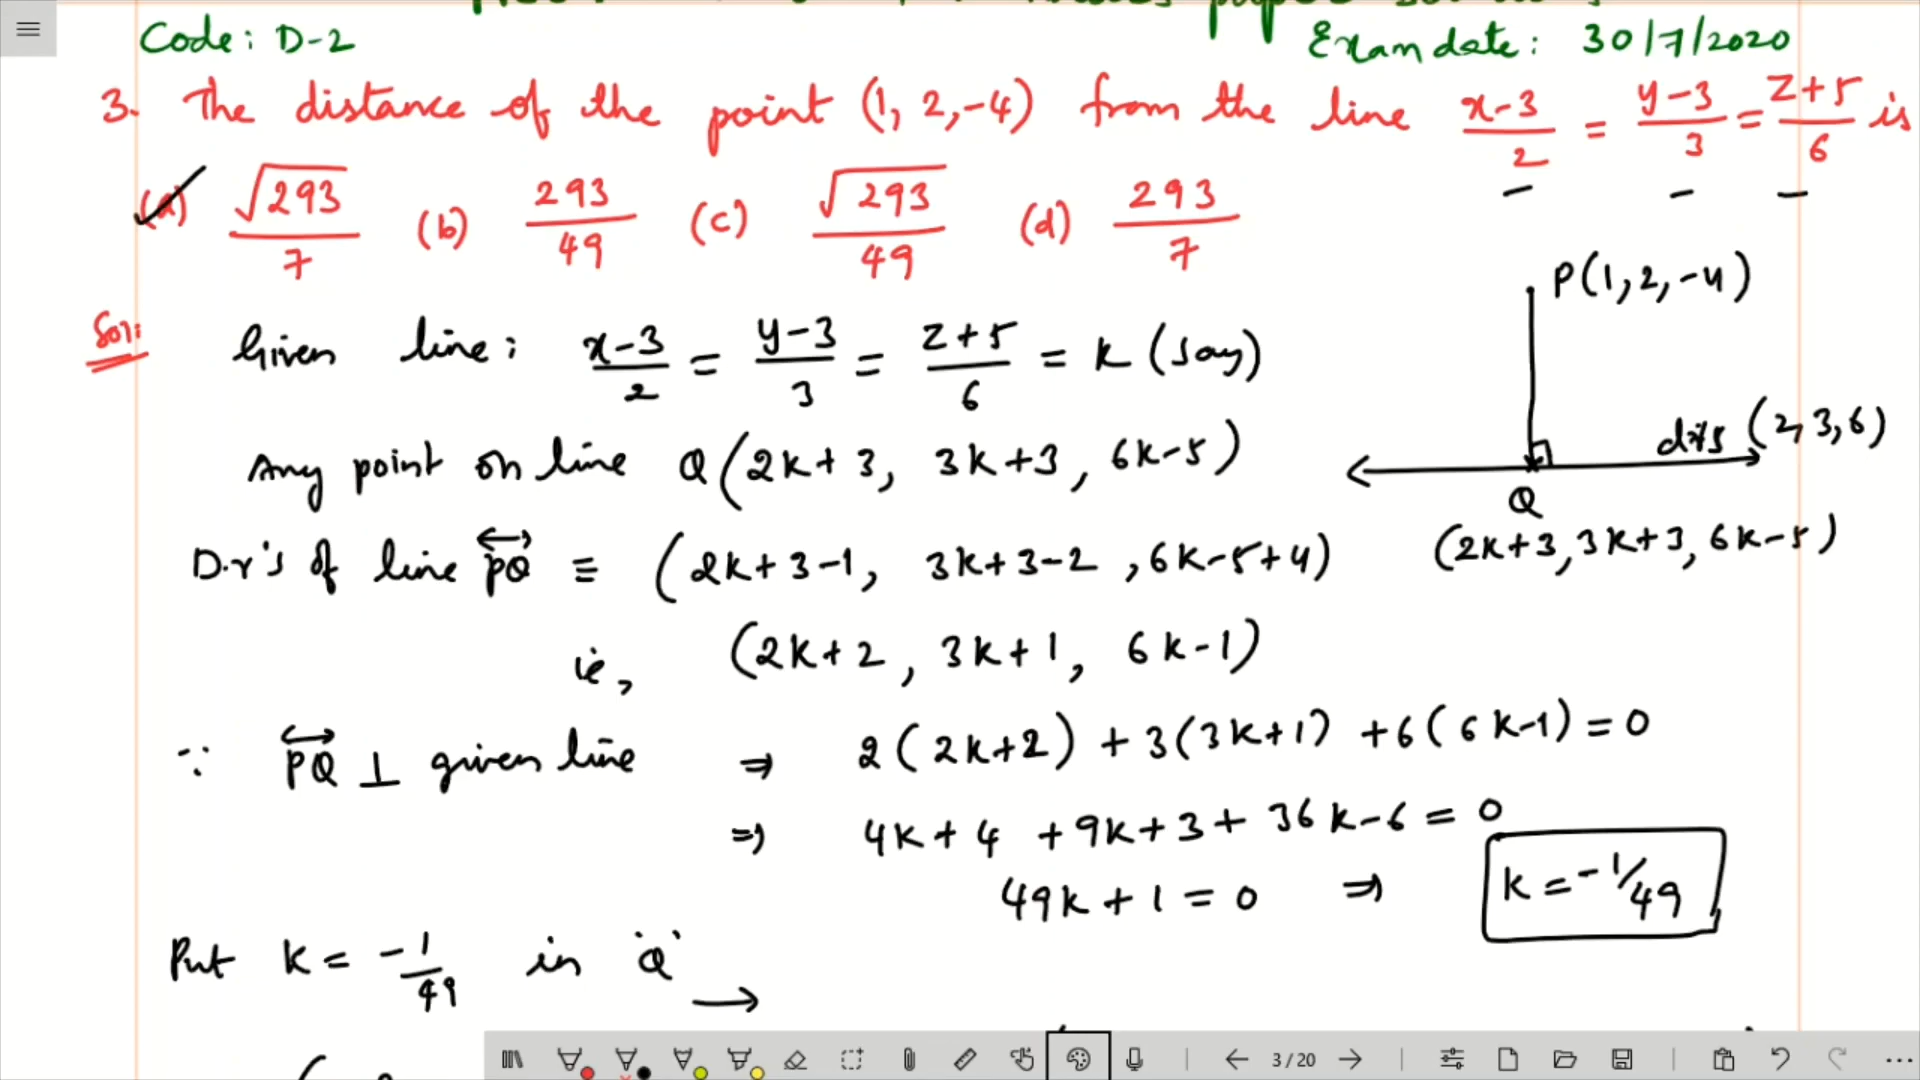 Code: D-2
Exam date: 30/7/2020
3. The distance of the point (1, 2, -4) from the line x-3/2 = y-3/3 = z+5/6 is
(a) √293/7 (b) 293/49 (c) √293/49 (d) 293/7
P(1, 2, -4)
Sol:
Given line: x-3/2 = y-3/3 = z+5/6 = k (say)
d.r's (2, 3, 6)
Any point on line Q(2k+3, 3k+3, 6k-5)
Q
(2k+3, 3k+3, 6k-5)
D.r's of line PQ ≡ (2k+3-1, 3k+3-2, 6k-5+4)
ie, (2k+2, 3k+1, 6k-1)
∵ PQ ⊥ given line ⇒ 2(2k+2) + 3(3k+1) + 6(6k-1) = 0
⇒ 4k+4 + 9k+3 + 36k-6 = 0
49k+1 = 0 ⇒ k = -1/49
Put k = -1/49 in 'Q' →
3/20